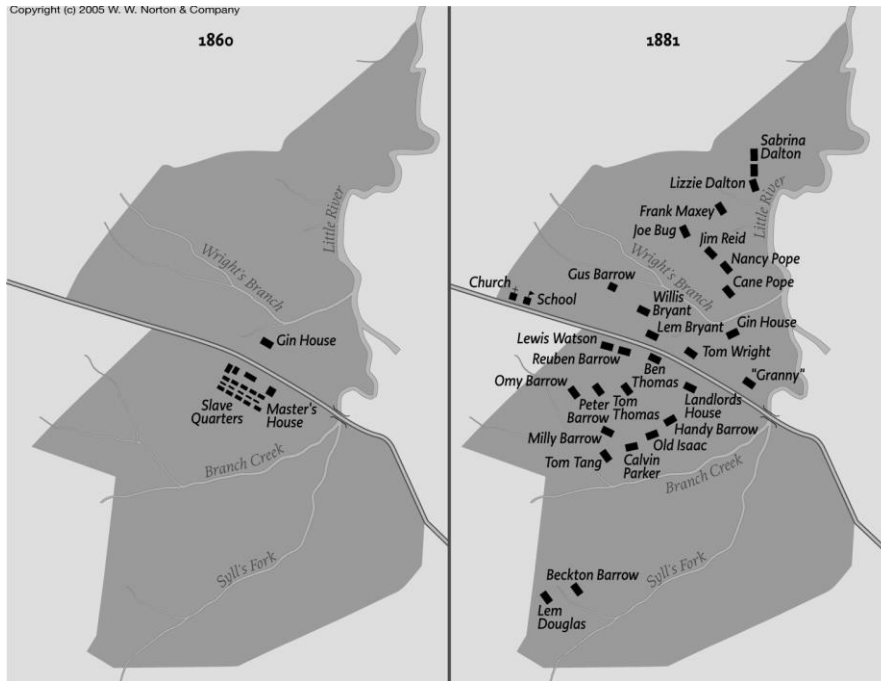 Copyright (c) 2005 W. W. Norton & Company
1860
Little River
Wright's Branch
Gin House
Slave
Quarters
Master's
House
Branch Creek
Syll's Fork
1881
Sabrina
Dalton
Lizzie Dalton
Frank Maxey
Little River
Joe Bug
Jim Reid
Wright's Branch
Nancy Pope
Gus Barrow
Cane Pope
Church
School
Willis
Bryant
Lem Bryant
Gin House
Lewis Watson
Reuben Barrow
Tom Wright
Ben
Thomas
"Granny"
Omy Barrow
Peter
Barrow
Tom
Thomas
Landlords
House
Handy Barrow
Milly Barrow
Old Isaac
Tom Tang
Calvin
Parker
Branch Creek
Syll's Fork
Beckton Barrow
Lem
Douglas